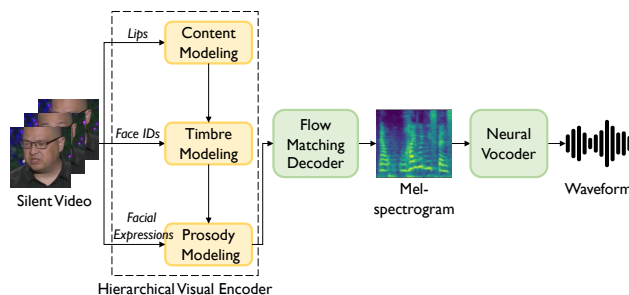 Lips
Content
Modeling
Face IDs
Timbre
Modeling
Facial
Expressions
Prosody
Modeling
Silent Video
Hierarchical Visual Encoder
Flow
Matching
Decoder
Mel-
spectrogram
Neural
Vocoder
Waveform